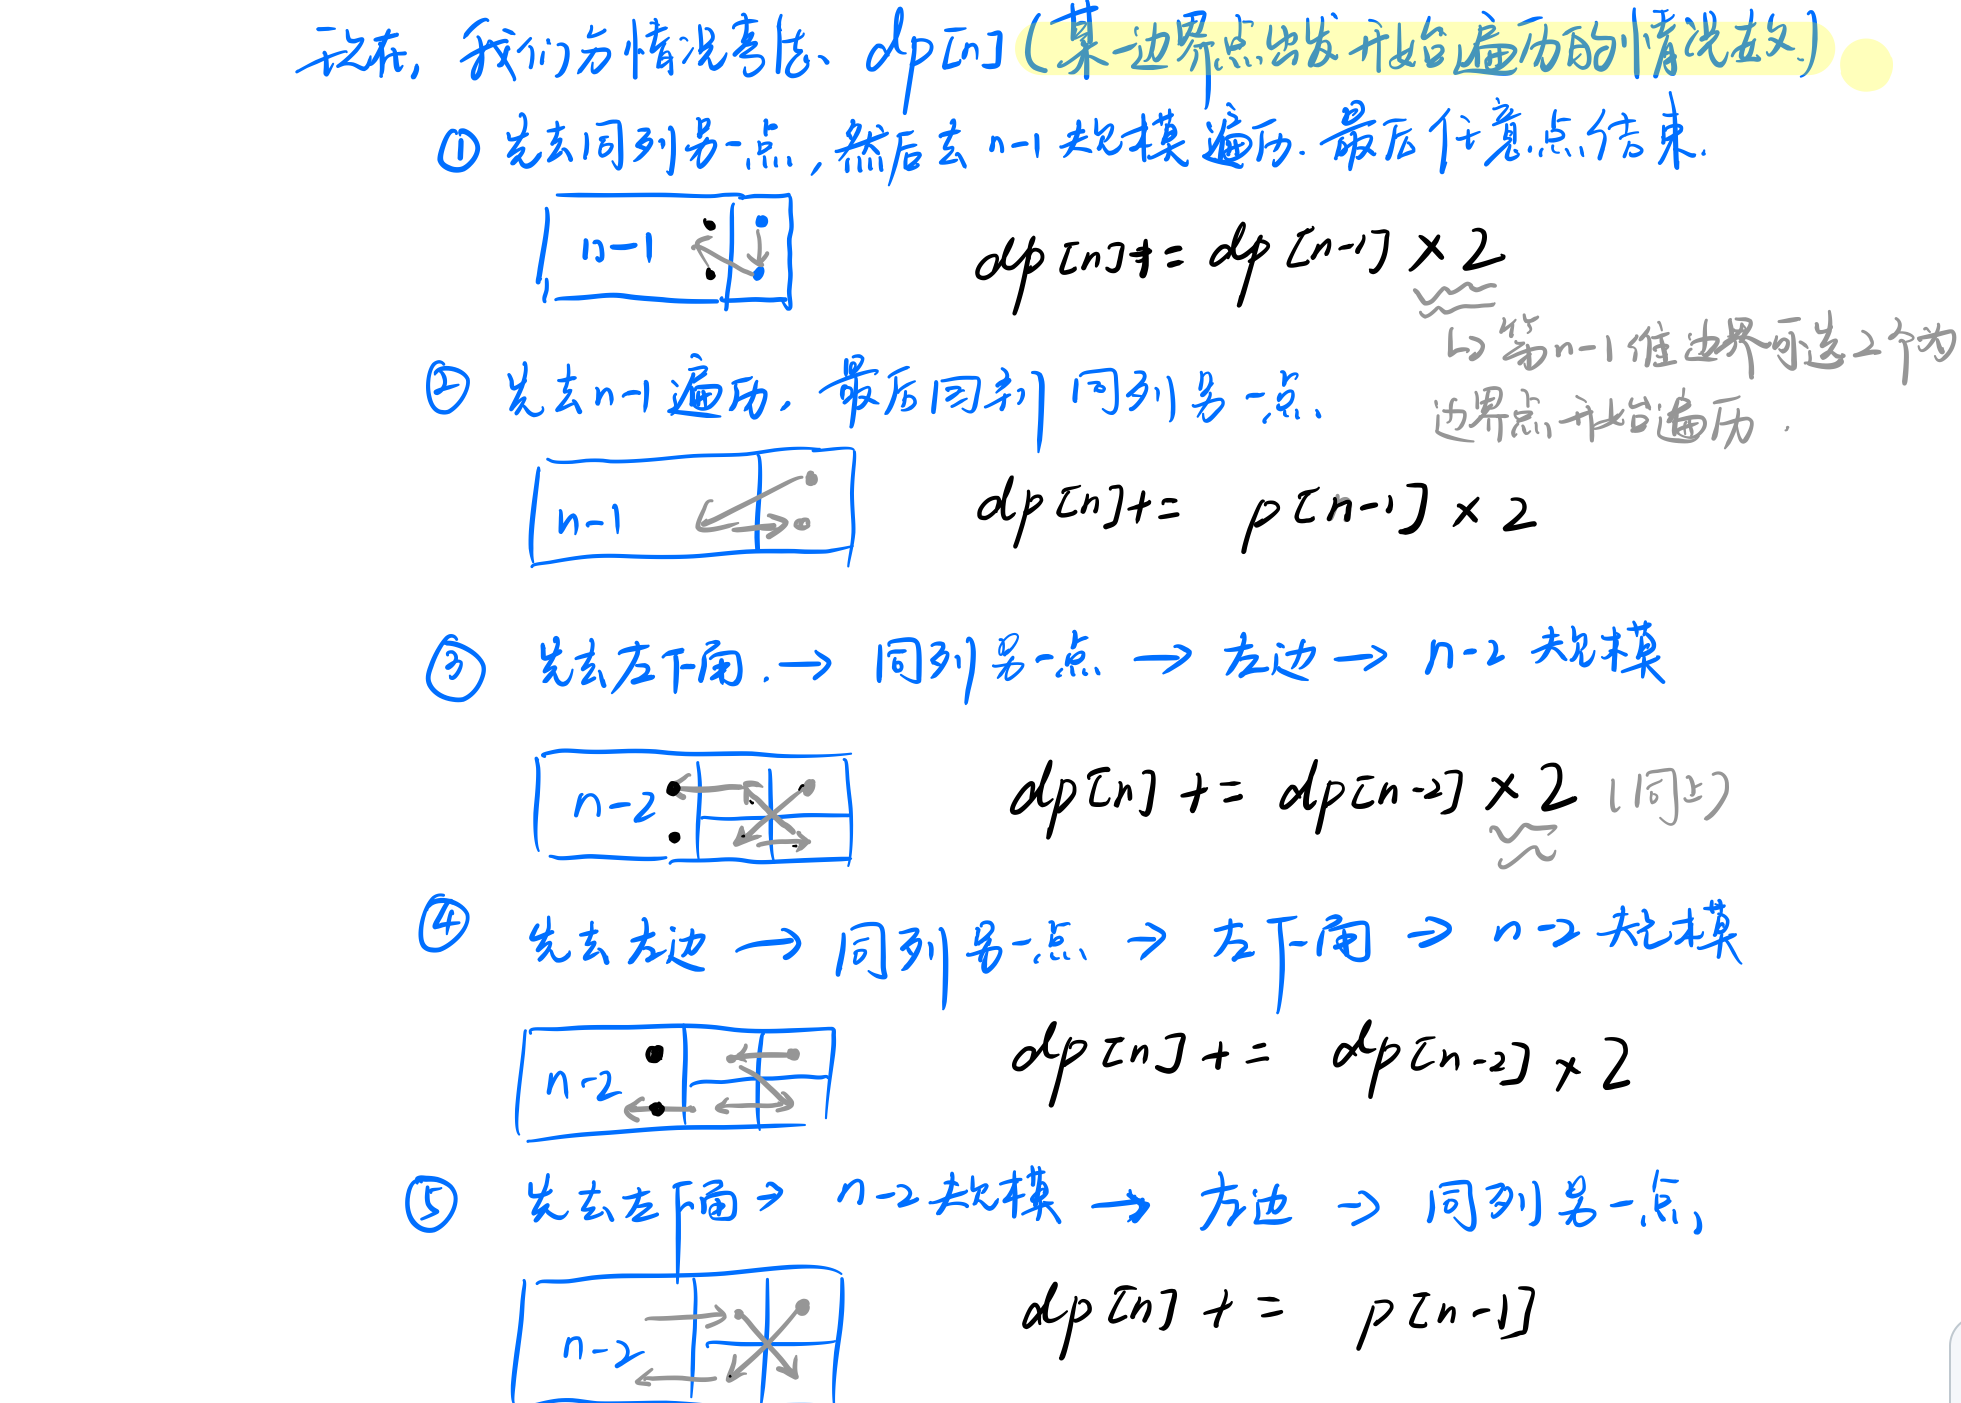 现在, 我们分情况考虑、dp[n] (某一边界点出发开始遍历的情况数)
① 先去同列另一点, 然后去 n-1 规模遍历. 最后任意点结束.
n-1
dp[n] += dp[n-1] × 2
↳ 第n-1维边界可选2个为
边界点开始遍历.
② 先去n-1遍历, 最后回到同列另一点、
n-1
dp[n] += p[n-1] × 2
③ 先去左下角. → 同列另一点 → 左边 → n-2 规模
n-2
dp[n] += dp[n-2] × 2 (同上)
④ 先去左边 → 同列另一点 → 左下角 → n-2 规模
n-2
dp[n] += dp[n-2] × 2
⑤ 先去左下角 → n-2 规模 → 左边 → 同列另一点、
n-2
dp[n] += p[n-1]